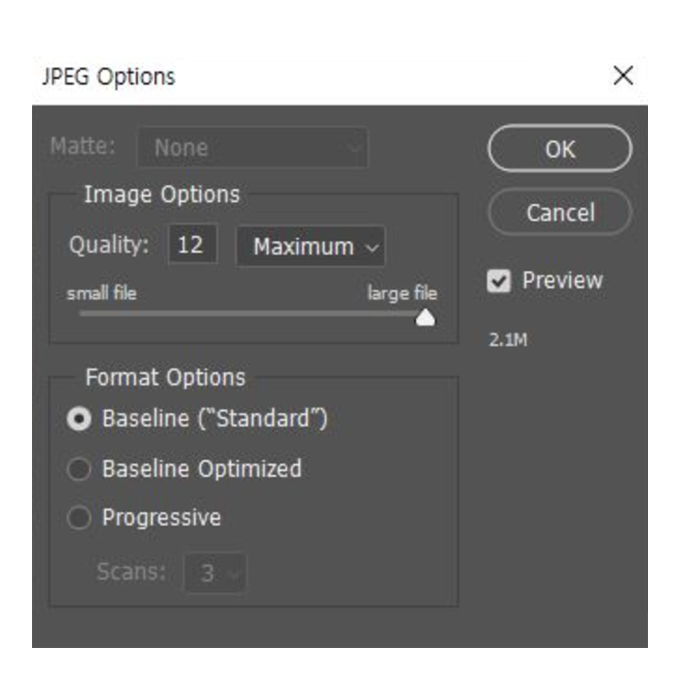 JPEG Options
Matte: None
OK
Image Options
Cancel
Quality: 12 Maximum
Preview
small file large file
2.1M
Format Options
Baseline (“Standard”)
Baseline Optimized
Progressive
Scans: 3